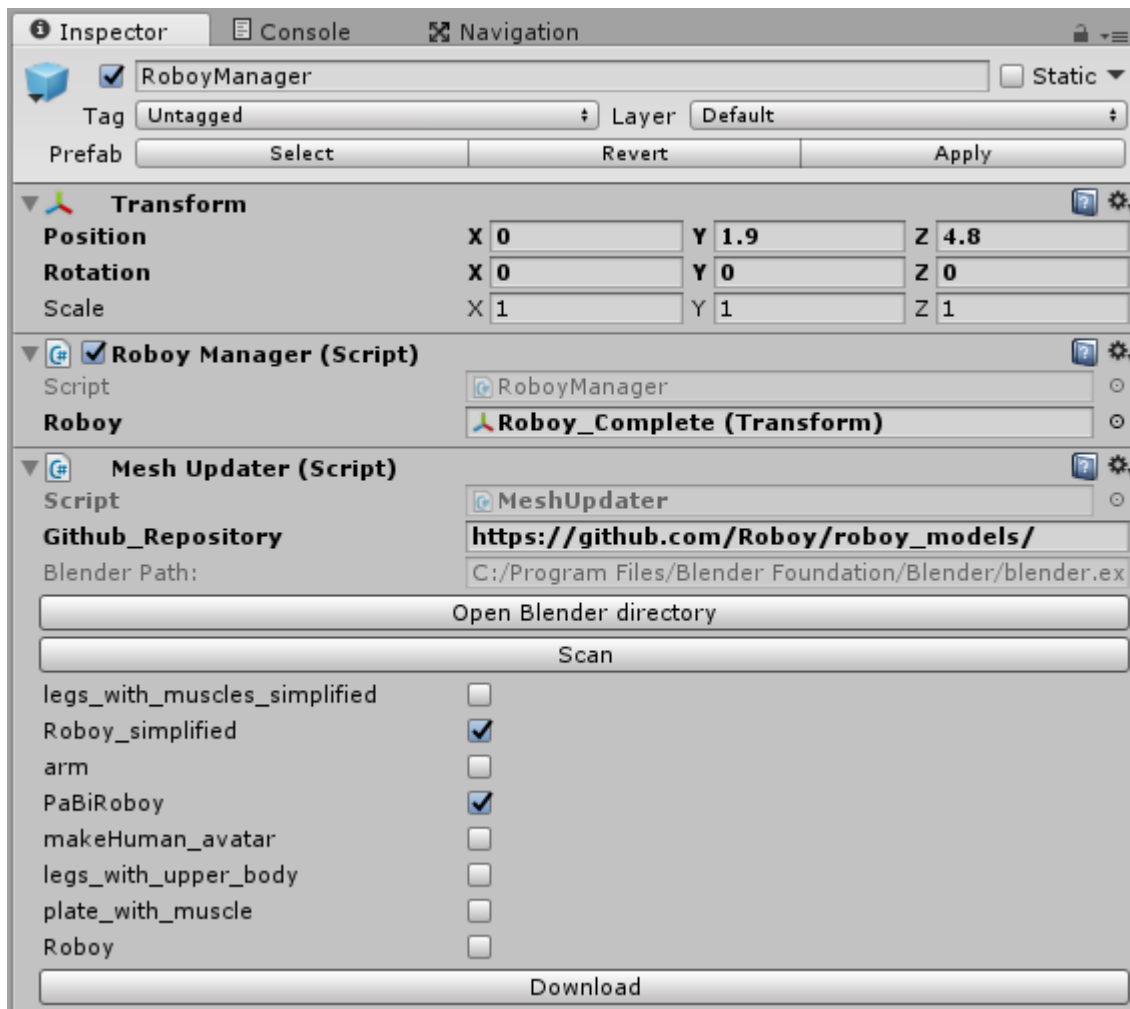 Inspector Console Navigation
RoboyManager Static
Tag Untagged Layer Default
Prefab Select Revert Apply
Transform
Position X 0 Y 1.9 Z 4.8
Rotation X 0 Y 0 Z 0
Scale X 1 Y 1 Z 1
Roboy Manager (Script)
Script RoboyManager
Roboy Roboy_Complete (Transform)
Mesh Updater (Script)
Script MeshUpdater
Github_Repository https://github.com/Roboy/roboy_models/
Blender Path: C:/Program Files/Blender Foundation/Blender/blender.ex
Open Blender directory
Scan
legs_with_muscles_simplified
Roboy_simplified
arm
PaBiRoboy
makeHuman_avatar
legs_with_upper_body
plate_with_muscle
Roboy
Download